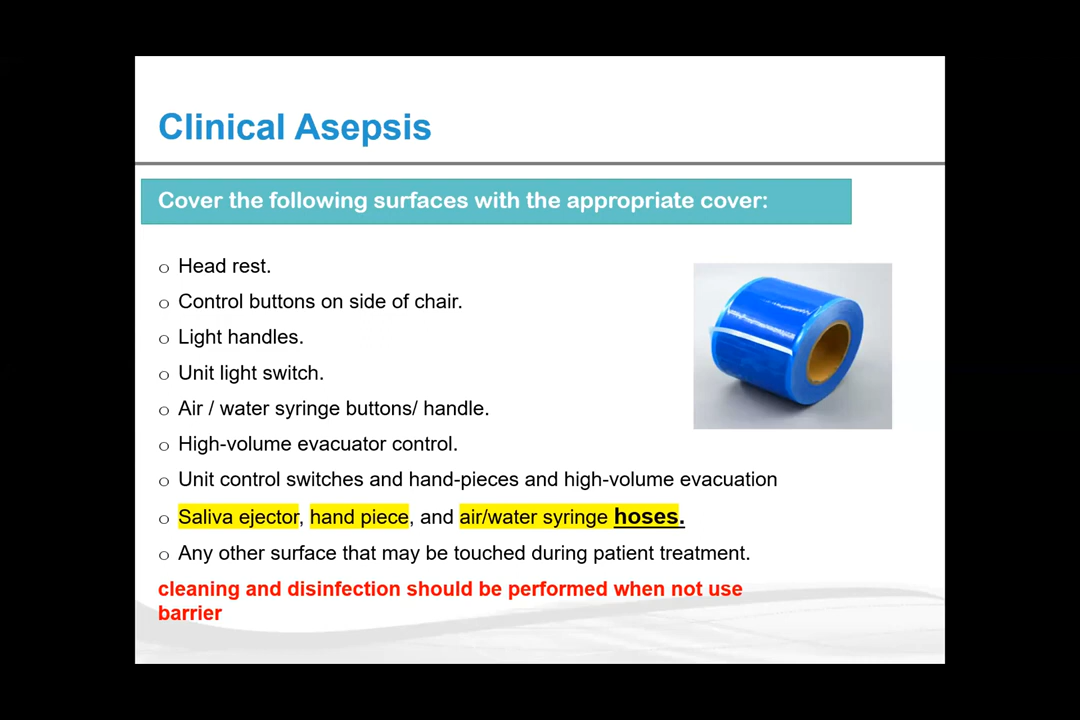 Clinical Asepsis
Cover the following surfaces with the appropriate cover:
o Head rest.
o Control buttons on side of chair.
o Light handles.
o Unit light switch.
o Air / water syringe buttons/ handle.
o High-volume evacuator control.
o Unit control switches and hand-pieces and high-volume evacuation
o Saliva ejector, hand piece, and air/water syringe hoses.
o Any other surface that may be touched during patient treatment.
cleaning and disinfection should be performed when not use
barrier